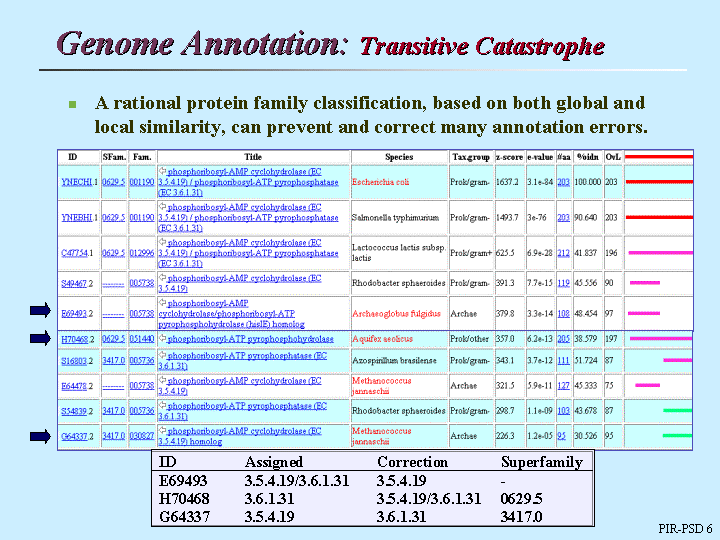 Genome Annotation: Transitive Catastrophe
A rational protein family classification, based on both global and
local similarity, can prevent and correct many annotation errors.
ID SFam. Fam. Title Species Tax.group z-score e-value #aa %idn OvL
YNECHI.1 0629.5 001190 phosphoribosyl-AMP cyclohydrolase (EC 3.5.4.19) / phosphoribosyl-ATP pyrophosphatase (EC 3.6.1.31) Escherichia coli Prok/gram- 1637.2 3.1e-84 203 100.000 203
YNEBHI.1 0629.5 001190 phosphoribosyl-AMP cyclohydrolase (EC 3.5.4.19) / phosphoribosyl-ATP pyrophosphatase (EC 3.6.1.31) Salmonella typhimurium Prok/gram- 1493.7 3e-76 203 90.640 203
C47754.1 0629.5 012996 phosphoribosyl-AMP cyclohydrolase (EC 3.5.4.19) / phosphoribosyl-ATP pyrophosphatase (EC 3.6.1.31) Lactococcus lactis subsp. lactis Prok/gram+ 625.5 6.9e-28 212 41.837 196
S49467.2 -------- 005738 phosphoribosyl-AMP cyclohydrolase (EC 3.5.4.19) Rhodobacter sphaeroides Prok/gram- 391.3 7.7e-15 119 45.556 90
E69493.2 -------- 005738 phosphoribosyl-AMP cyclohydrolase/phosphoribosyl-ATP pyrophosphohydrolase (hisIE) homolog Archaeoglobus fulgidus Archae 379.8 3.3e-14 108 48.454 97
H70468.2 0629.5 051440 phosphoribosyl-ATP pyrophosphohydrolase Aquifex aeolicus Prok/other 357.0 6.2e-13 205 38.579 197
S16803.2 3417.0 005736 phosphoribosyl-ATP pyrophosphatase (EC 3.6.1.31) Azospirillum brasilense Prok/gram- 343.1 3.7e-12 111 51.724 87
E64478.2 -------- 005738 phosphoribosyl-AMP cyclohydrolase (EC 3.5.4.19) Methanococcus jannaschii Archae 321.5 5.9e-11 127 45.333 75
S54839.2 3417.0 005736 phosphoribosyl-ATP pyrophosphatase (EC 3.6.1.31) Rhodobacter sphaeroides Prok/gram- 298.7 1.1e-09 103 43.678 87
G64337.2 3417.0 030827 phosphoribosyl-AMP cyclohydrolase (EC 3.5.4.19) homolog Methanococcus jannaschii Archae 226.3 1.2e-05 95 30.526 95
ID Assigned Correction Superfamily
E69493 3.5.4.19/3.6.1.31 3.5.4.19 -
H70468 3.6.1.31 3.5.4.19/3.6.1.31 0629.5
G64337 3.5.4.19 3.6.1.31 3417.0
PIR-PSD 6